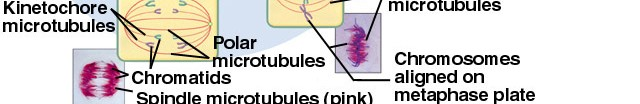 Kinetochore
microtubules
microtubules
Polar
microtubules
Chromatids
Spindle microtubules (pink)
Chromosomes
aligned on
metaphase plate